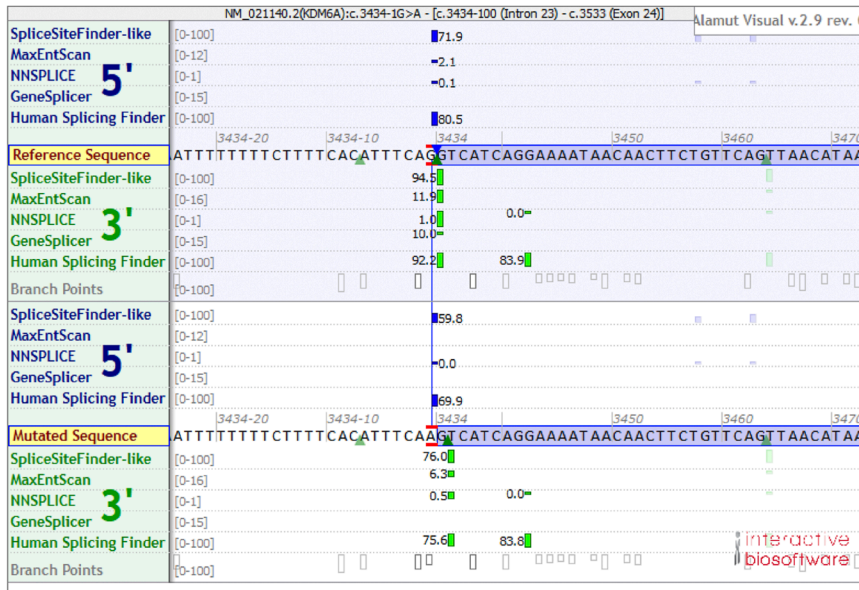 NM_021140.2(KDM6A):c.3434-1G>A - [c.3434-100 (Intron 23) - c.3533 (Exon 24)]
Alamut Visual v.2.9 rev.
SpliceSiteFinder-like [0-100] 71.9
MaxEntScan [0-12] 2.1
NNSPLICE [0-1] 0.1
5'
GeneSplicer [0-15]
Human Splicing Finder [0-100] 80.5
3434-20 3434-10 3434 3450 3460 3470
Reference Sequence ATTTTTTTTCTTTTCACATTTCAGGTCATCAGGAAAATAACAACTTCTGTTCAGTTAACATAA
SpliceSiteFinder-like [0-100] 94.5
MaxEntScan [0-16] 11.9
NNSPLICE [0-1] 1.0 0.0
3'
GeneSplicer [0-15] 10.0
Human Splicing Finder [0-100] 92.2 83.9
Branch Points [0-100]
SpliceSiteFinder-like [0-100] 59.8
MaxEntScan [0-12]
NNSPLICE [0-1] 0.0
5'
GeneSplicer [0-15]
Human Splicing Finder [0-100] 69.9
3434-20 3434-10 3434 3450 3460 3470
Mutated Sequence ATTTTTTTTCTTTTCACATTTCAAGTCATCAGGAAAATAACAACTTCTGTTCAGTTAACATAA
SpliceSiteFinder-like [0-100] 76.0
MaxEntScan [0-16] 6.3
NNSPLICE [0-1] 0.5 0.0
3'
GeneSplicer [0-15]
Human Splicing Finder [0-100] 75.6 83.8
Branch Points [0-100]
interactive
biosoftware